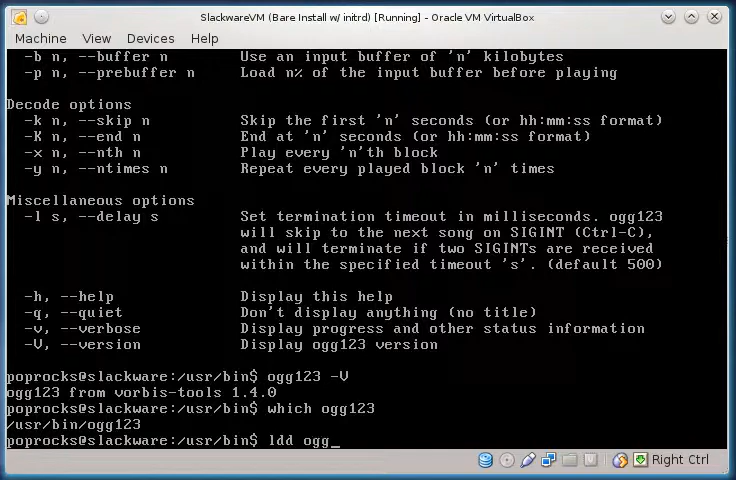 SlackwareVM (Bare Install w/ initrd) [Running] - Oracle VM VirtualBox
Machine View Devices Help
-b n, --buffer n Use an input buffer of 'n' kilobytes
-p n, --prebuffer n Load n% of the input buffer before playing
Decode options
-k n, --skip n Skip the first 'n' seconds (or hh:mm:ss format)
-K n, --end n End at 'n' seconds (or hh:mm:ss format)
-x n, --nth n Play every 'n'th block
-y n, --ntimes n Repeat every played block 'n' times
Miscellaneous options
-l s, --delay s Set termination timeout in milliseconds. ogg123
will skip to the next song on SIGINT (Ctrl-C),
and will terminate if two SIGINTs are received
within the specified timeout 's'. (default 500)
-h, --help Display this help
-q, --quiet Don't display anything (no title)
-v, --verbose Display progress and other status information
-V, --version Display ogg123 version
poprocks@slackware:/usr/bin$ ogg123 -V
ogg123 from vorbis-tools 1.4.0
poprocks@slackware:/usr/bin$ which ogg123
/usr/bin/ogg123
poprocks@slackware:/usr/bin$ ldd ogg_
Right Ctrl